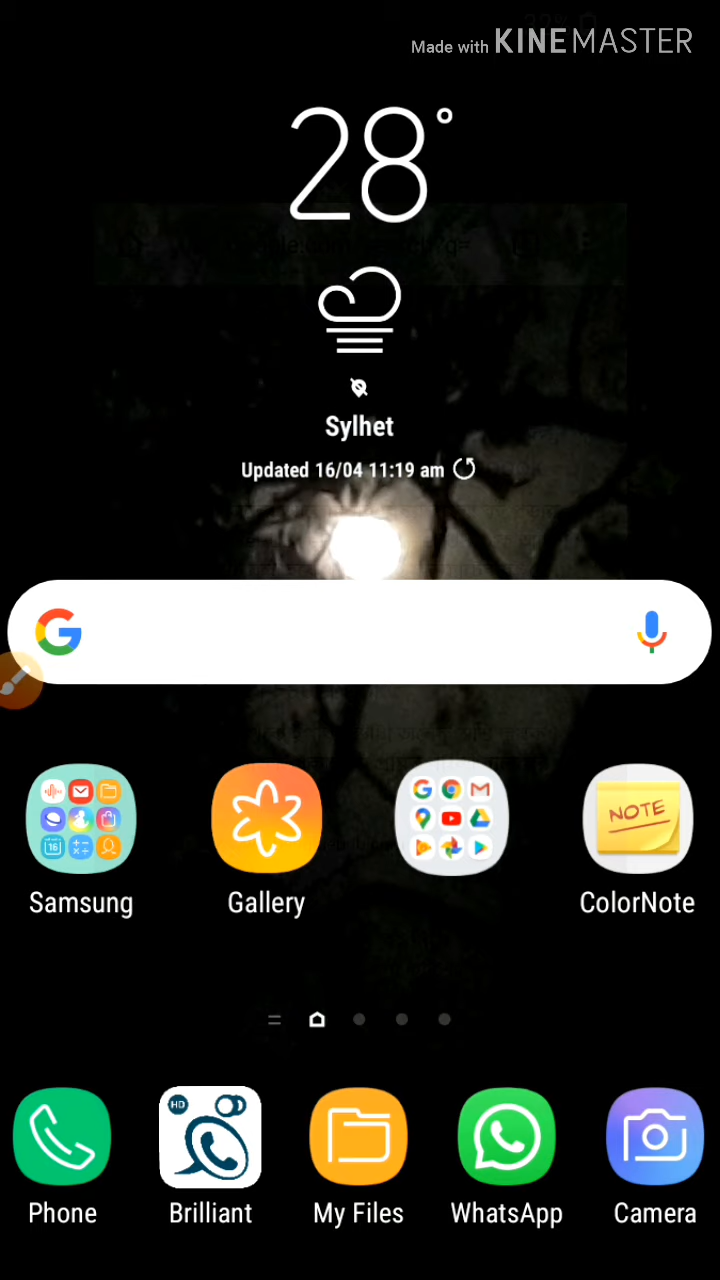 Made with KINEMASTER
28°
Sylhet
Updated 16/04 11:19 am
NOTE
16
Samsung
Gallery
ColorNote
HD
Phone
Brilliant
My Files
WhatsApp
Camera